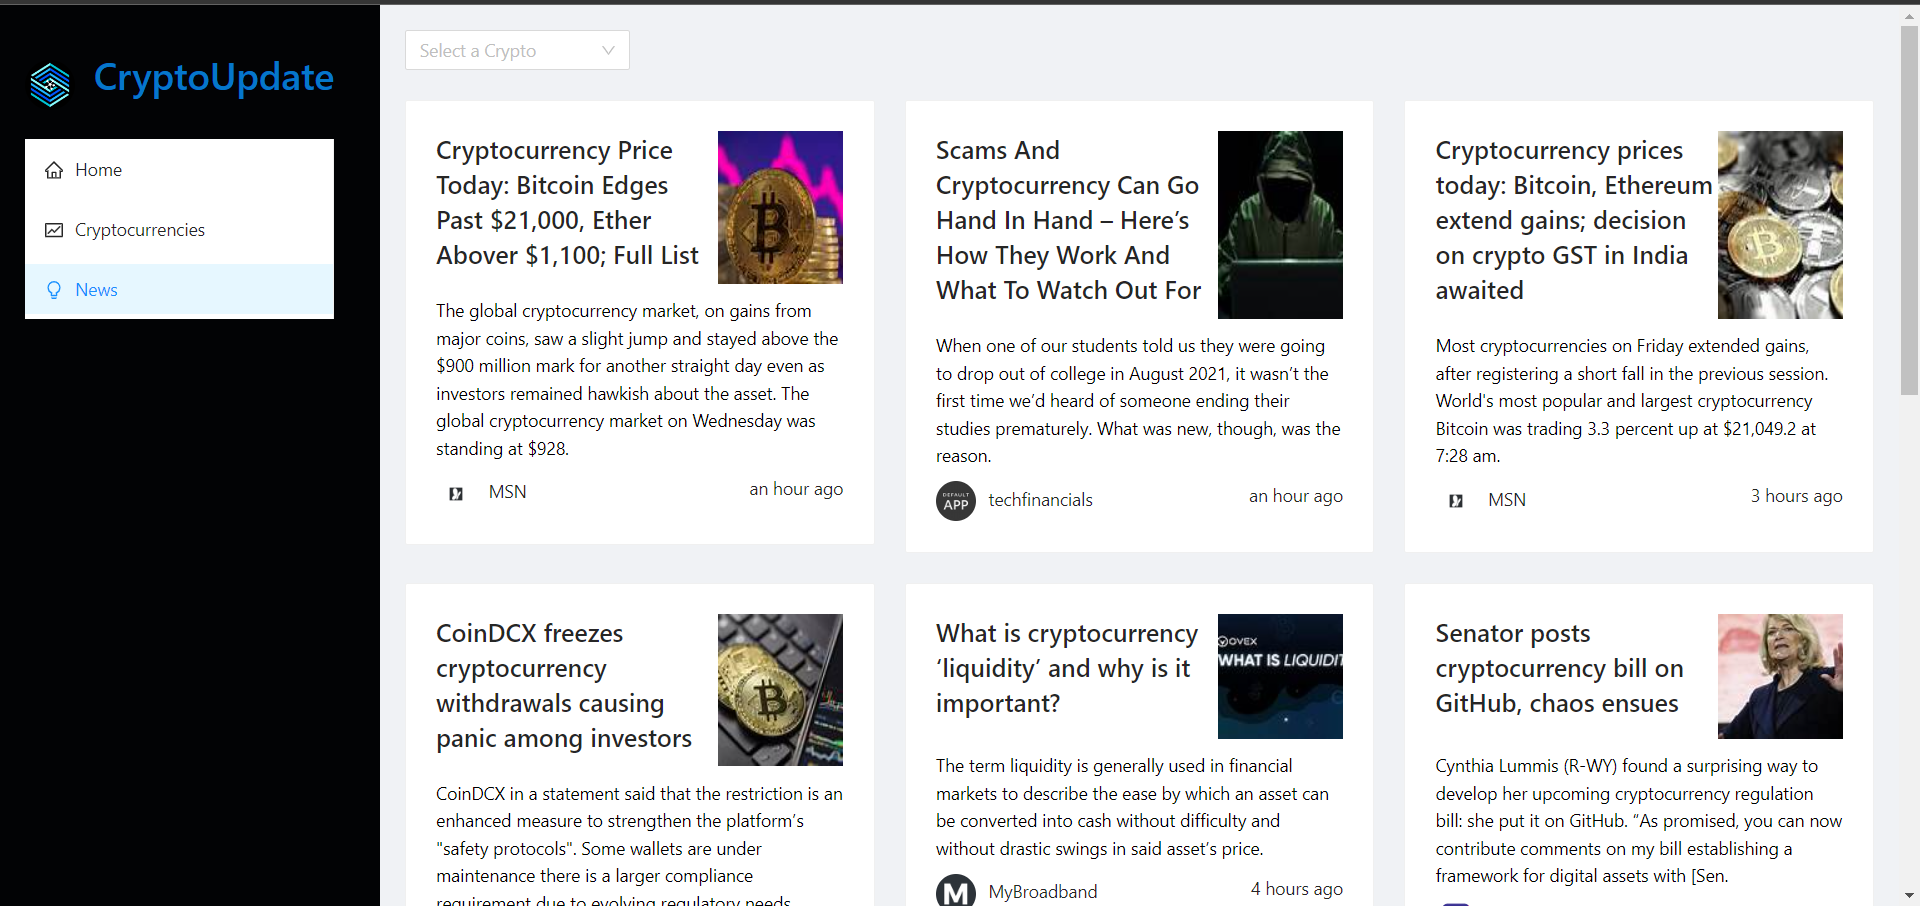 CryptoUpdate
Home
Cryptocurrencies
News
Select a Crypto
Cryptocurrency Price
Today: Bitcoin Edges
Past $21,000, Ether
Abover $1,100; Full List
The global cryptocurrency market, on gains from
major coins, saw a slight jump and stayed above the
$900 million mark for another straight day even as
investors remained hawkish about the asset. The
global cryptocurrency market on Wednesday was
standing at $928.
MSN
an hour ago
Scams And
Cryptocurrency Can Go
Hand In Hand – Here’s
How They Work And
What To Watch Out For
When one of our students told us they were going
to drop out of college in August 2021, it wasn’t the
first time we’d heard of someone ending their
studies prematurely. What was new, though, was the
reason.
DEFAULT
APP
techfinancials
an hour ago
Cryptocurrency prices
today: Bitcoin, Ethereum
extend gains; decision
on crypto GST in India
awaited
Most cryptocurrencies on Friday extended gains,
after registering a short fall in the previous session.
World's most popular and largest cryptocurrency
Bitcoin was trading 3.3 percent up at $21,049.2 at
7:28 am.
MSN
3 hours ago
CoinDCX freezes
cryptocurrency
withdrawals causing
panic among investors
CoinDCX in a statement said that the restriction is an
enhanced measure to strengthen the platform’s
"safety protocols". Some wallets are under
maintenance there is a larger compliance
requirement due to evolving regulatory needs
What is cryptocurrency
‘liquidity’ and why is it
important?
OVEX
WHAT IS LIQUIDIT
The term liquidity is generally used in financial
markets to describe the ease by which an asset can
be converted into cash without difficulty and
without drastic swings in said asset’s price.
M
MyBroadband
4 hours ago
Senator posts
cryptocurrency bill on
GitHub, chaos ensues
Cynthia Lummis (R-WY) found a surprising way to
develop her upcoming cryptocurrency regulation
bill: she put it on GitHub. “As promised, you can now
contribute comments on my bill establishing a
framework for digital assets with [Sen.